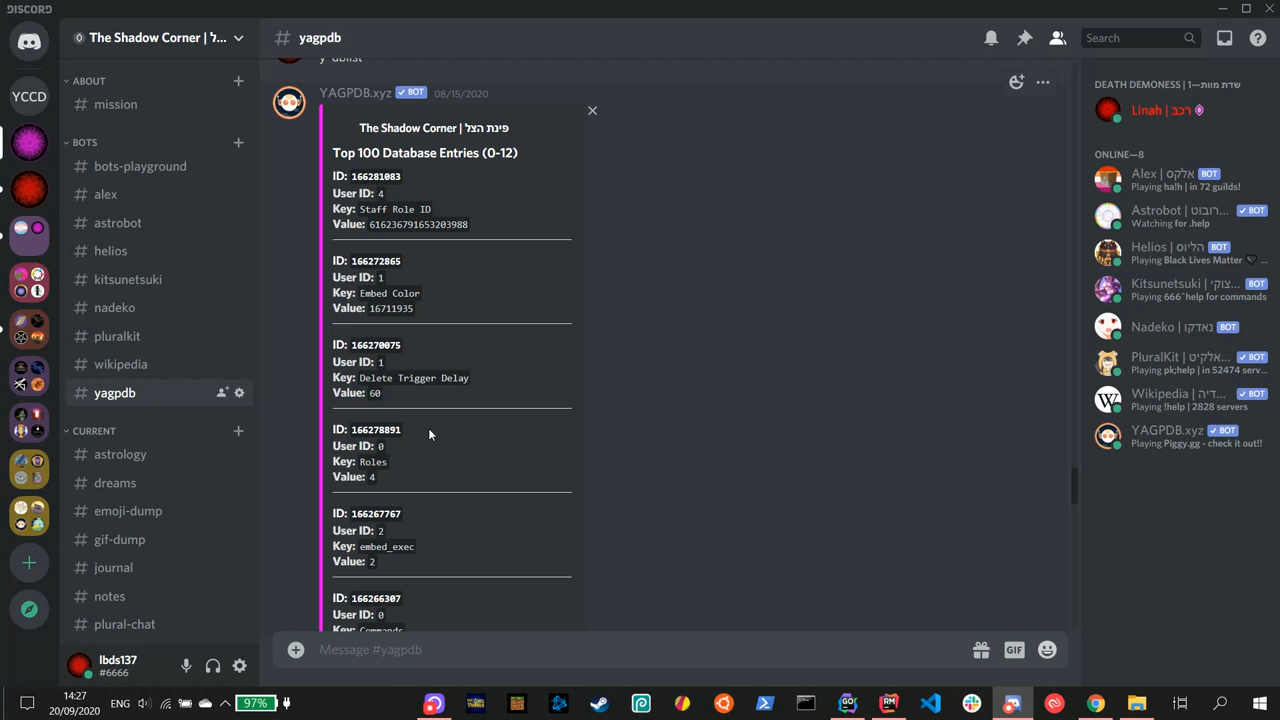 DISCORD
The Shadow Corner | ל...
# yagpdb
Search
YCCD
ABOUT
# mission
BOTS
# bots-playground
# alex
# astrobot
# helios
# kitsunetsuki
# nadeko
# pluralkit
# wikipedia
# yagpdb
CURRENT
# astrology
# dreams
# emoji-dump
# gif-dump
# journal
# notes
# plural-chat
lbds137
#6666
YAGPDB.xyz ✓ BOT 08/15/2020
The Shadow Corner | פינת הצל
Top 100 Database Entries (0-12)
ID: 166281083
User ID: 4
Key: Staff Role ID
Value: 616236791653203988
ID: 166272865
User ID: 1
Key: Embed Color
Value: 16711935
ID: 166270075
User ID: 1
Key: Delete Trigger Delay
Value: 60
ID: 166278891
User ID: 0
Key: Roles
Value: 4
ID: 166267767
User ID: 2
Key: embed_exec
Value: 2
ID: 166266307
User ID: 0
Key: Commands
Message #yagpdb
GIF
DEATH DEMONESS | שדת מוות—1
Linah | רכב
ONLINE—8
Alex | אלקס BOT
Playing ha!h | in 72 guilds!
Astrobot | רובוט... ✓ BOT
Watching for .help
Helios | הליוס BOT
Playing Black Lives Matter ...
Kitsunetsuki | צוקי... BOT
Playing 666^help for commands
Nadeko | נאדקו BOT
PluralKit | אלקיט... ✓ BOT
Playing pk;help | in 52474 serv...
Wikipedia | דיה... ✓ BOT
Playing !help | 2828 servers
YAGPDB.xyz ✓ BOT
Playing Piggy.gg - check it out!!
14:27
20/09/2020
ENG
97%